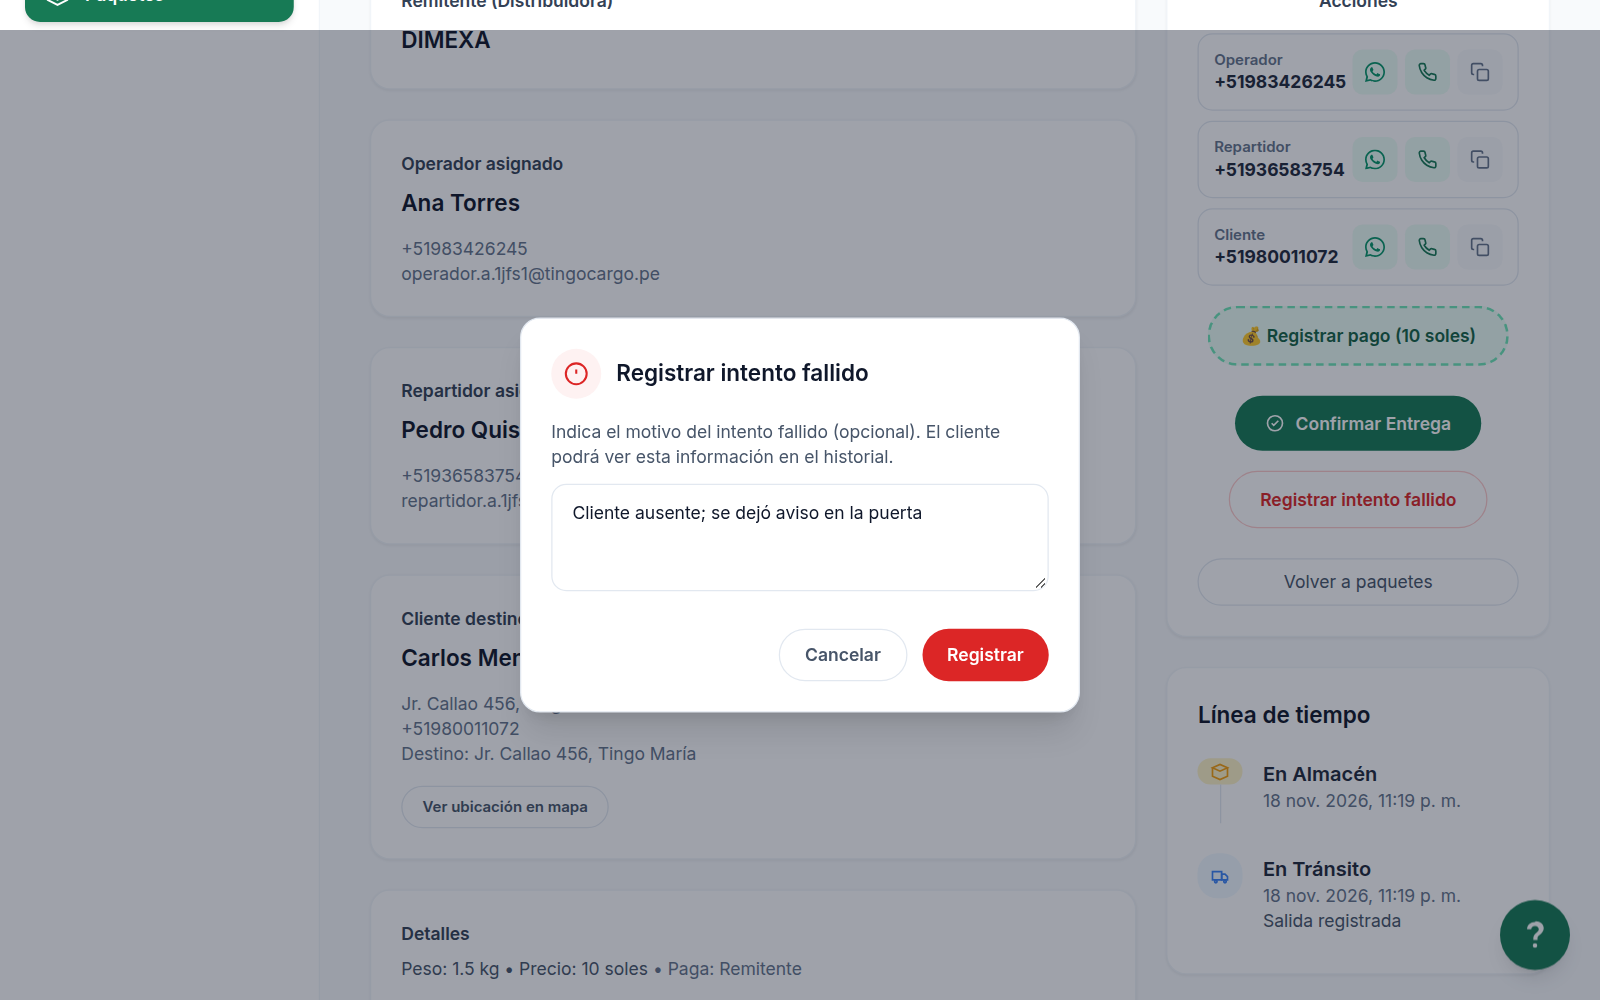 Remitente (Distribuidora)
DIMEXA
Operador asignado
Ana Torres
+51983426245
operador.a.1jfs1@tingocargo.pe
Repartidor asi
Pedro Quis
+5193658375
repartidor.a.1jf
Cliente destin
Carlos Mer
Jr. Callao 456,
+51980011072
Destino: Jr. Callao 456, Tingo María
Ver ubicación en mapa
Detalles
Peso: 1.5 kg • Precio: 10 soles • Paga: Remitente
Registrar intento fallido
Indica el motivo del intento fallido (opcional). El cliente
podrá ver esta información en el historial.
Cliente ausente; se dejó aviso en la puerta
Cancelar
Registrar
Acciones
Operador
+51983426245
Repartidor
+51936583754
Cliente
+51980011072
💰 Registrar pago (10 soles)
Confirmar Entrega
Registrar intento fallido
Volver a paquetes
Línea de tiempo
En Almacén
18 nov. 2026, 11:19 p. m.
En Tránsito
18 nov. 2026, 11:19 p. m.
Salida registrada
?